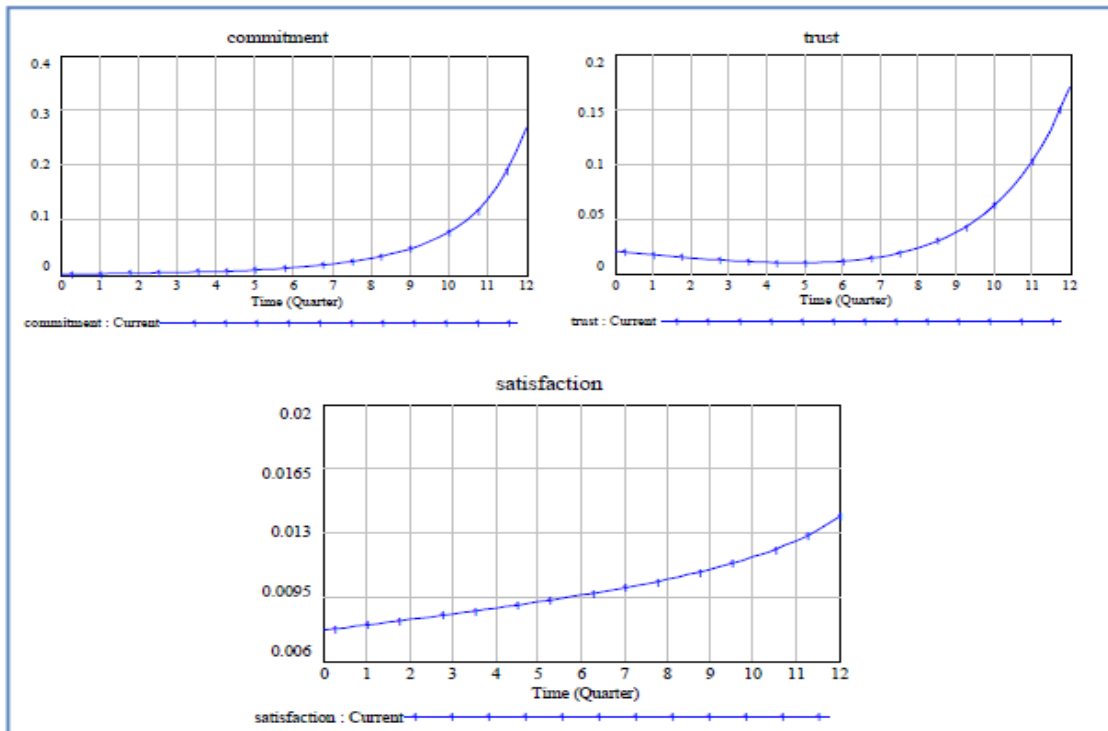 commitment
0.4
0.3
0.2
0.1
0
0 1 2 3 4 5 6 7 8 9 10 11 12
Time (Quarter)
commitment : Current
trust
0.2
0.15
0.1
0.05
0
0 1 2 3 4 5 6 7 8 9 10 11 12
Time (Quarter)
trust : Current
satisfaction
0.02
0.0165
0.013
0.0095
0.006
0 1 2 3 4 5 6 7 8 9 10 11 12
Time (Quarter)
satisfaction : Current